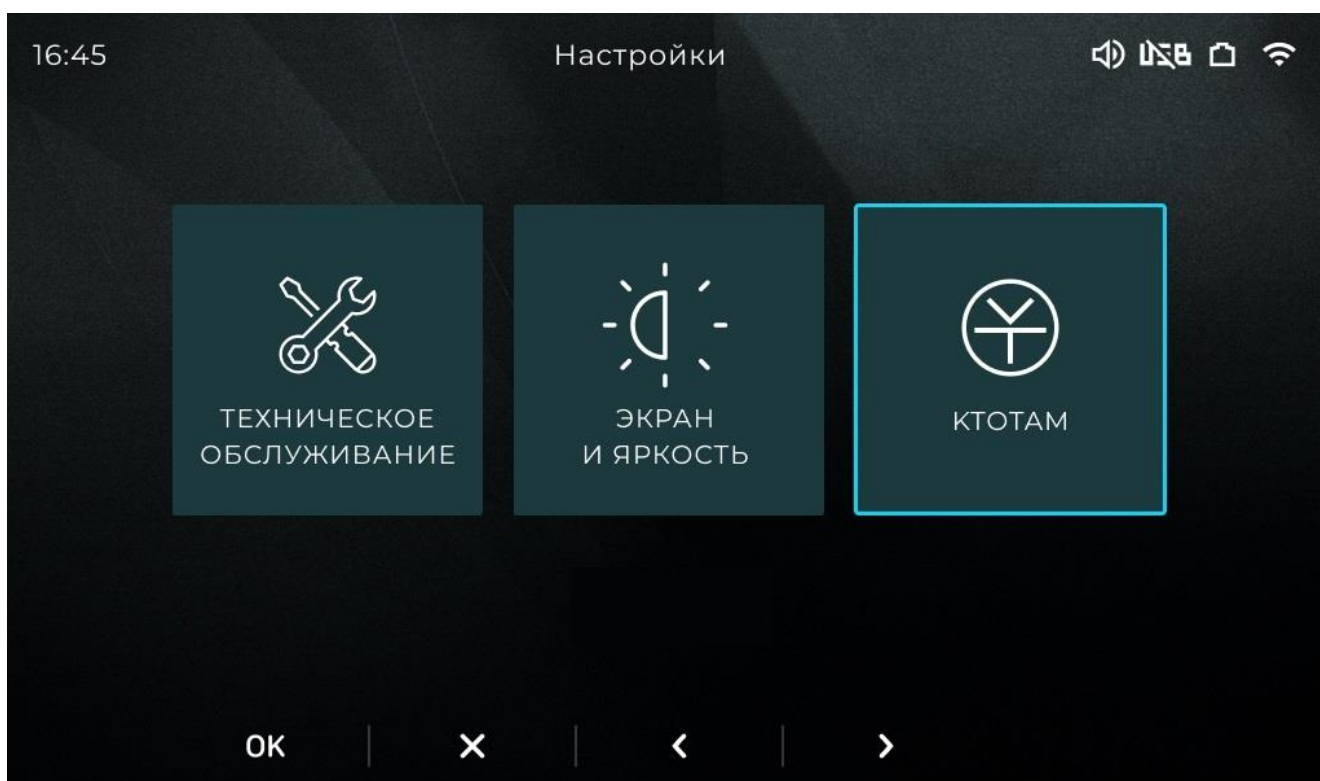 16:45
Настройки
USB
ТЕХНИЧЕСКОЕ
ОБСЛУЖИВАНИЕ
ЭКРАН
И ЯРКОСТЬ
КТОТАМ
OK